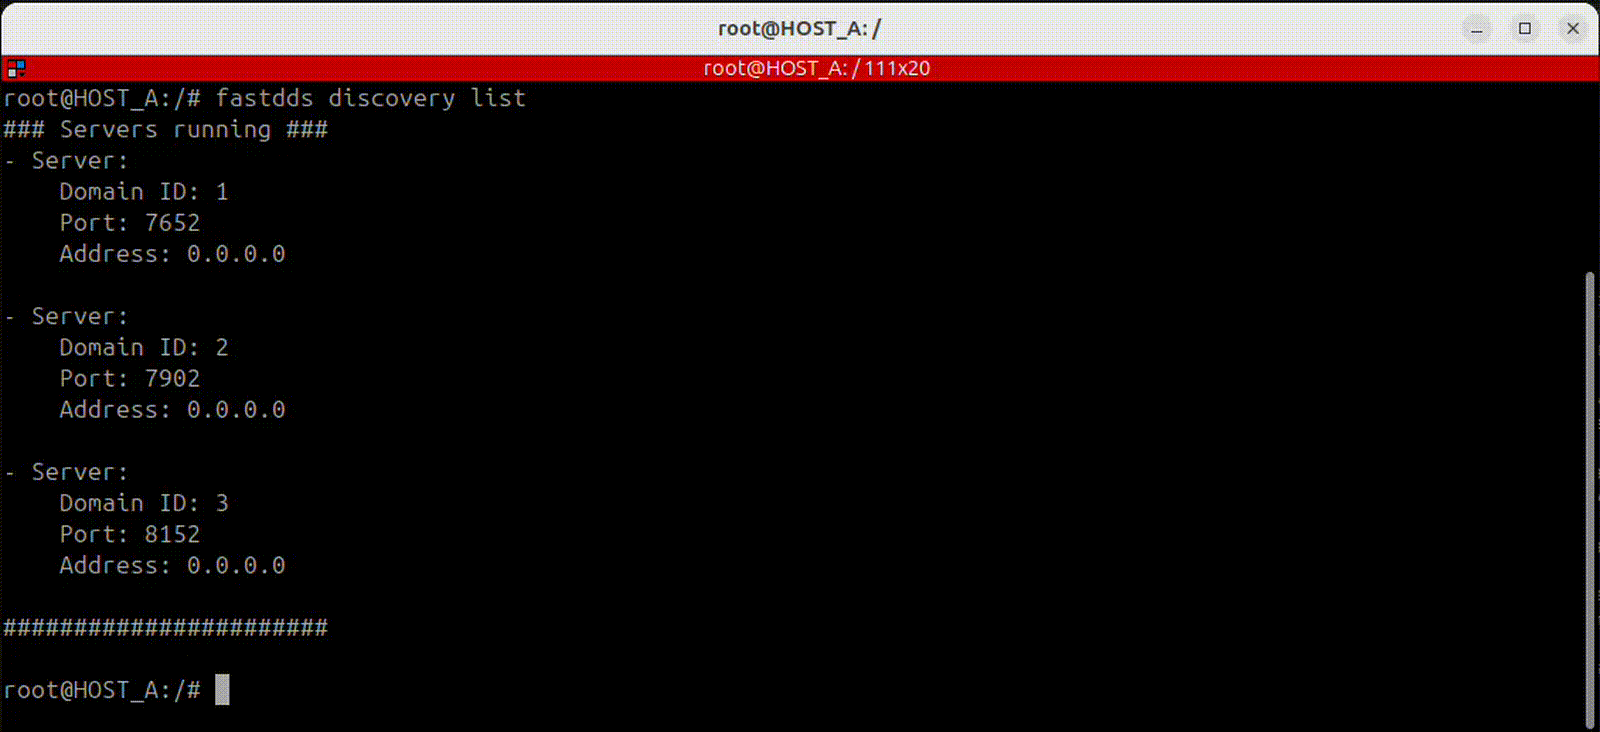 root@HOST_A: /
root@HOST_A: / 111x20
root@HOST_A:/# fastdds discovery list
### Servers running ###
- Server:
    Domain ID: 1
    Port: 7652
    Address: 0.0.0.0

- Server:
    Domain ID: 2
    Port: 7902
    Address: 0.0.0.0

- Server:
    Domain ID: 3
    Port: 8152
    Address: 0.0.0.0

#######################

root@HOST_A:/#